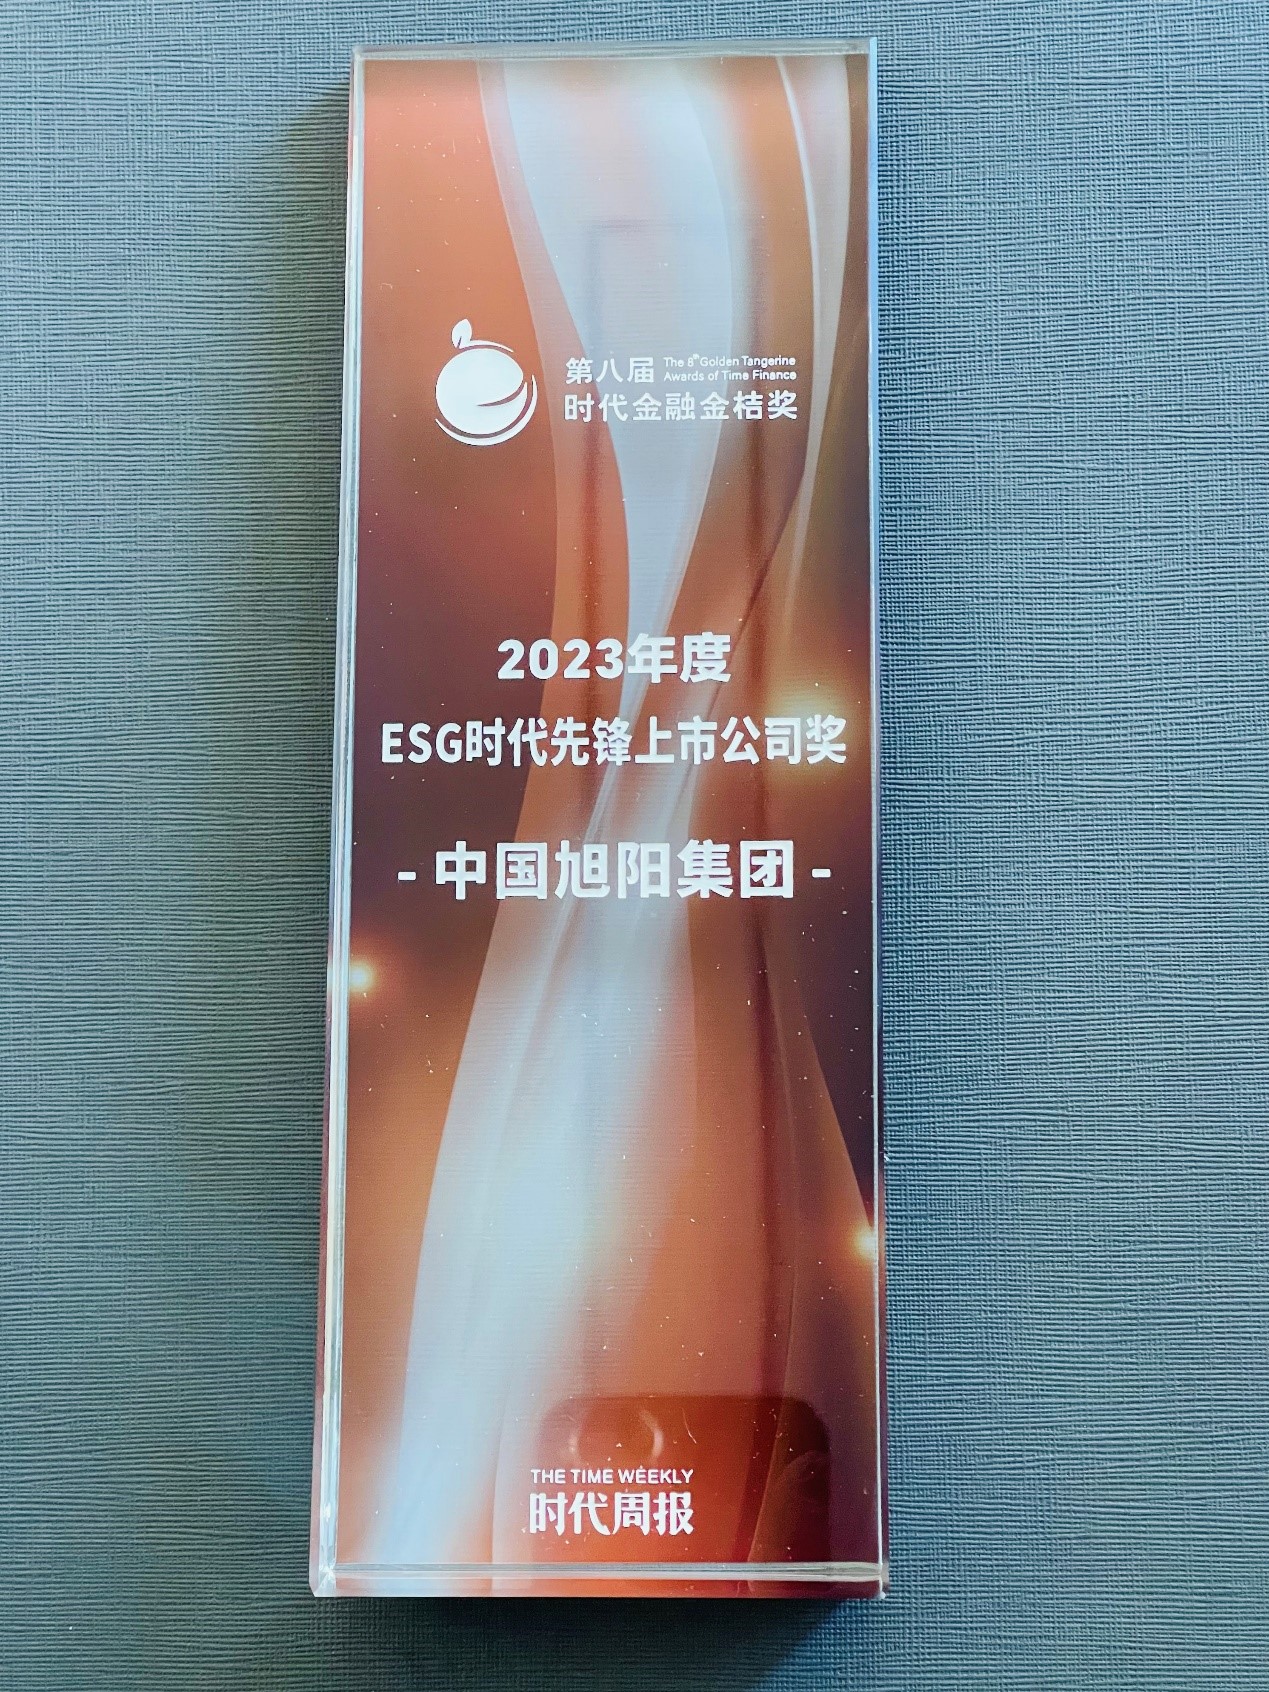 第八届 The 8th Golden Tangerine
Awards of Time Finance
时代金融金桔奖
2023年度
ESG时代先锋上市公司奖
- 中国旭阳集团 -
THE TIME WEEKLY
时代周报